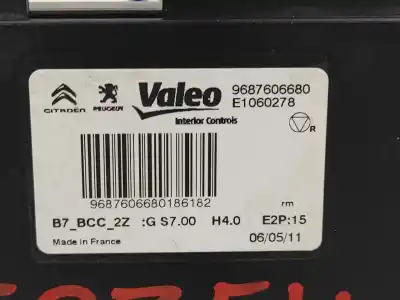 CITROËN PEUGEOT Valeo 9687606680
E1060278
Interior Controls
R
9687606680186182 rm
B7_BCC_2Z :G S7.00 H4.0 E2P:15
Made in France 06/05/11